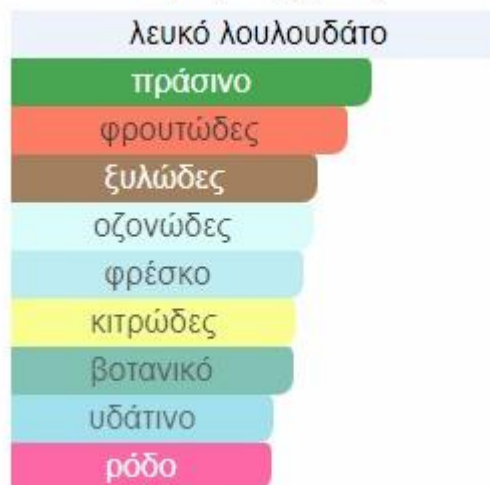 λευκό λουλουδάτο
πράσινο
φρουτώδες
ξυλώδες
οζονώδες
φρέσκο
κιτρώδες
βοτανικό
υδάτινο
ρόδο